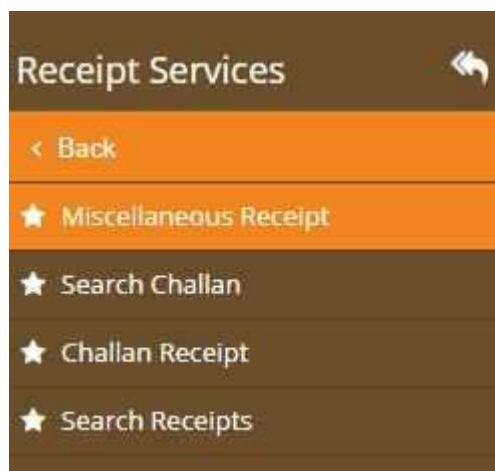 Receipt Services
Back
Miscellaneous Receipt
Search Challan
Challan Receipt
Search Receipts